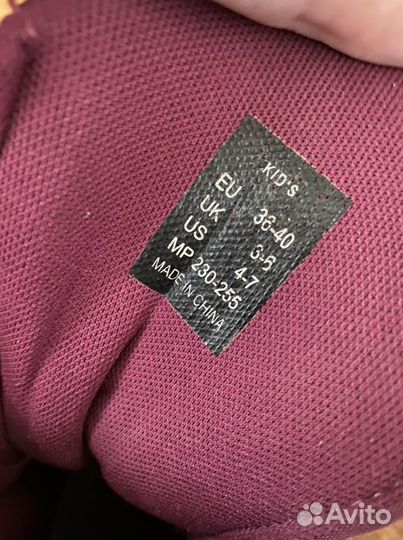 KID'S
EU 36-40
UK 3-6
US 4-7
MP 230-255
MADE IN CHINA
Avito